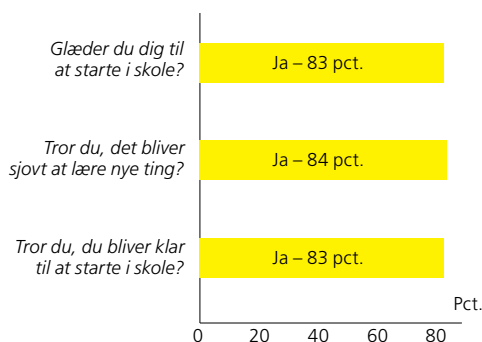 Glæder du dig til
at starte i skole?
Ja – 83 pct.
Tror du, det bliver
sjovt at lære nye ting?
Ja – 84 pct.
Tror du, du bliver klar
til at starte i skole?
Ja – 83 pct.
Pct.
0 20 40 60 80